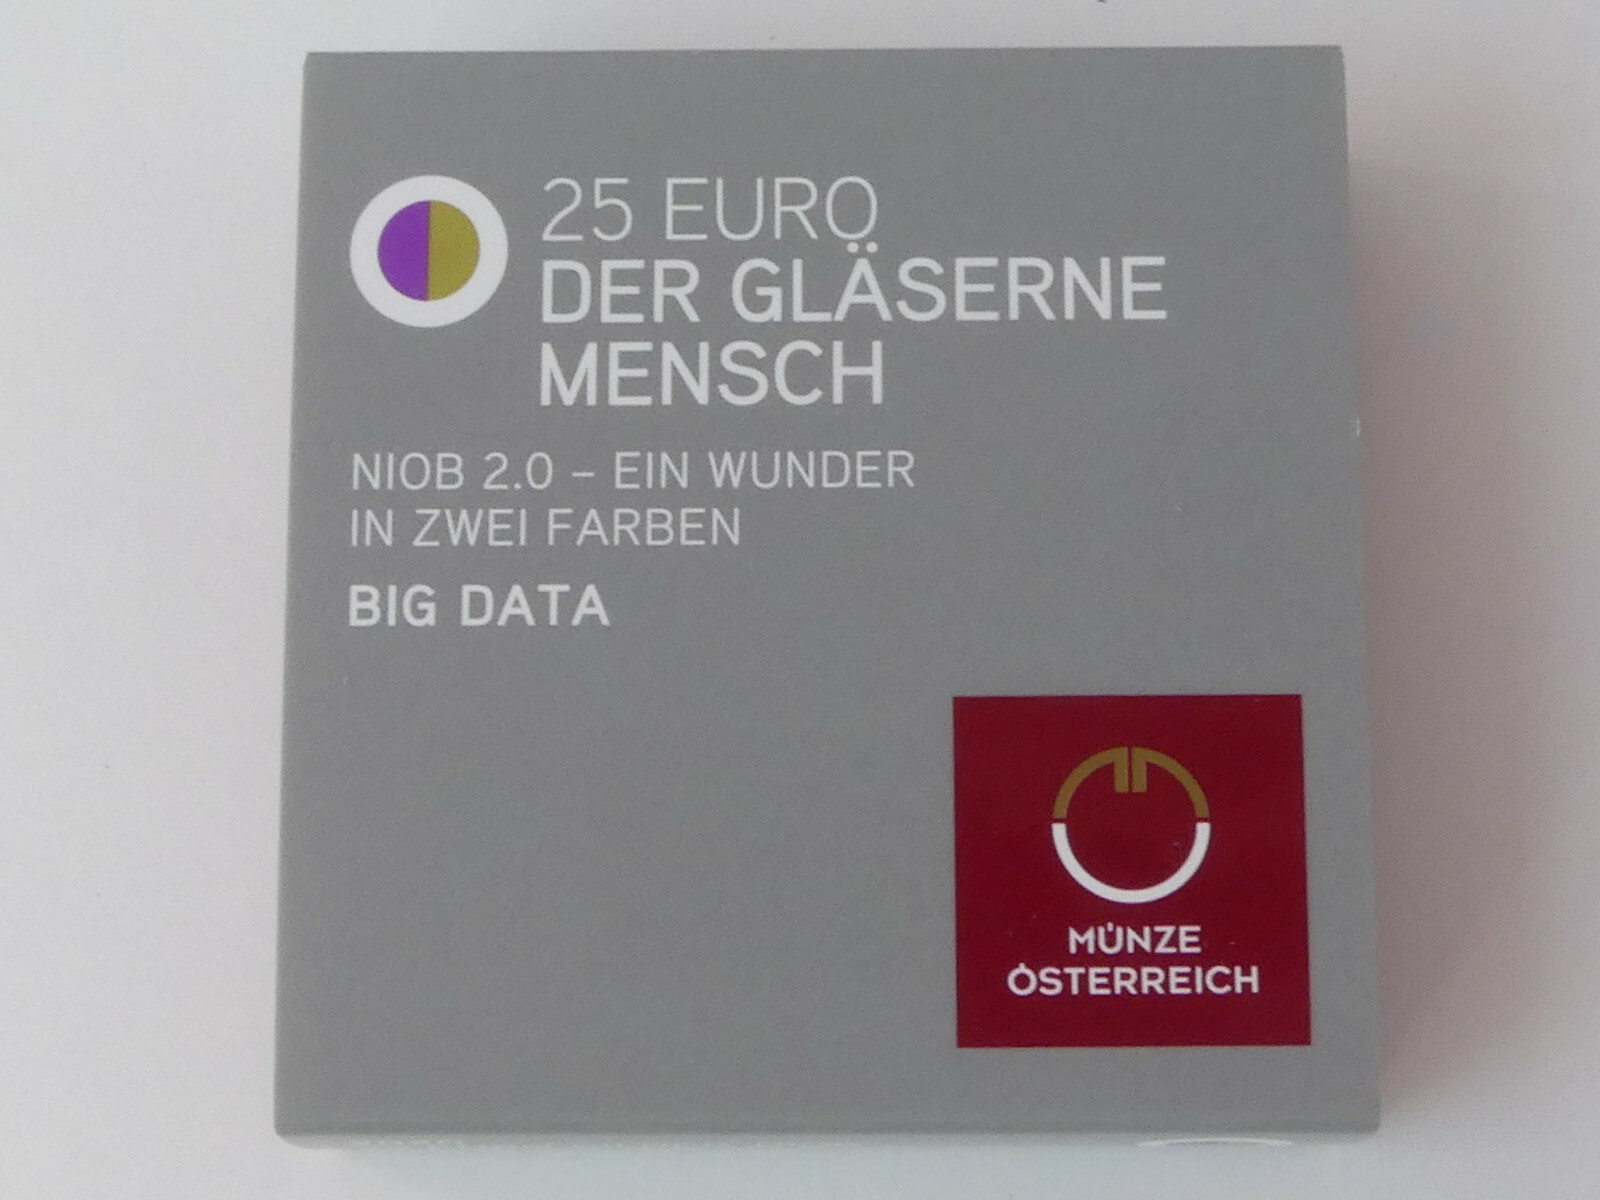 25 EURO
DER GLÄSERNE
MENSCH
NIOB 2.0 – EIN WUNDER
IN ZWEI FARBEN
BIG DATA
MÜNZE
ÖSTERREICH